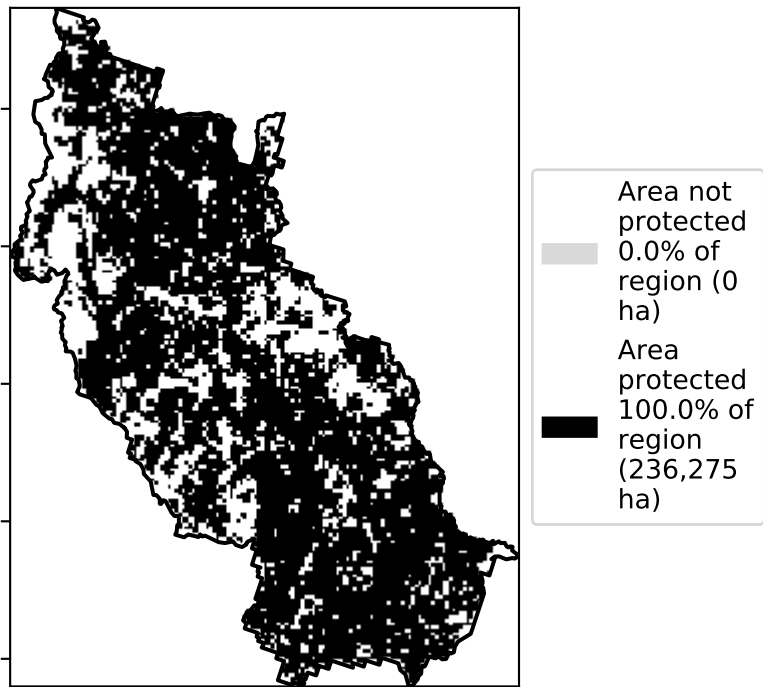 Area not
protected
0.0% of
region (0
ha)
Area
protected
100.0% of
region
(236,275
ha)